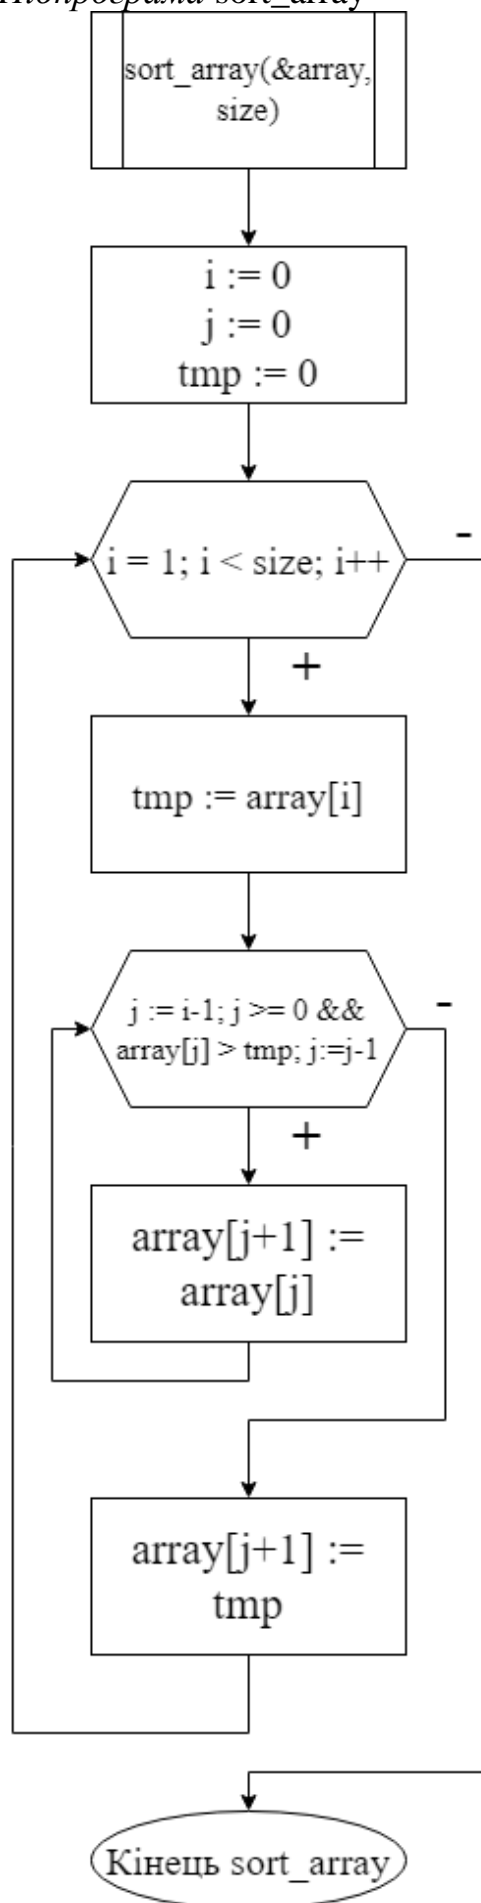 sort_array
sort_array(&array,
size)
i := 0
j := 0
tmp := 0
i = 1; i < size; i++
-
+
tmp := array[i]
j := i-1; j >= 0 &&
array[j] > tmp; j:=j-1
-
+
array[j+1] :=
array[j]
array[j+1] :=
tmp
Кінець sort_array